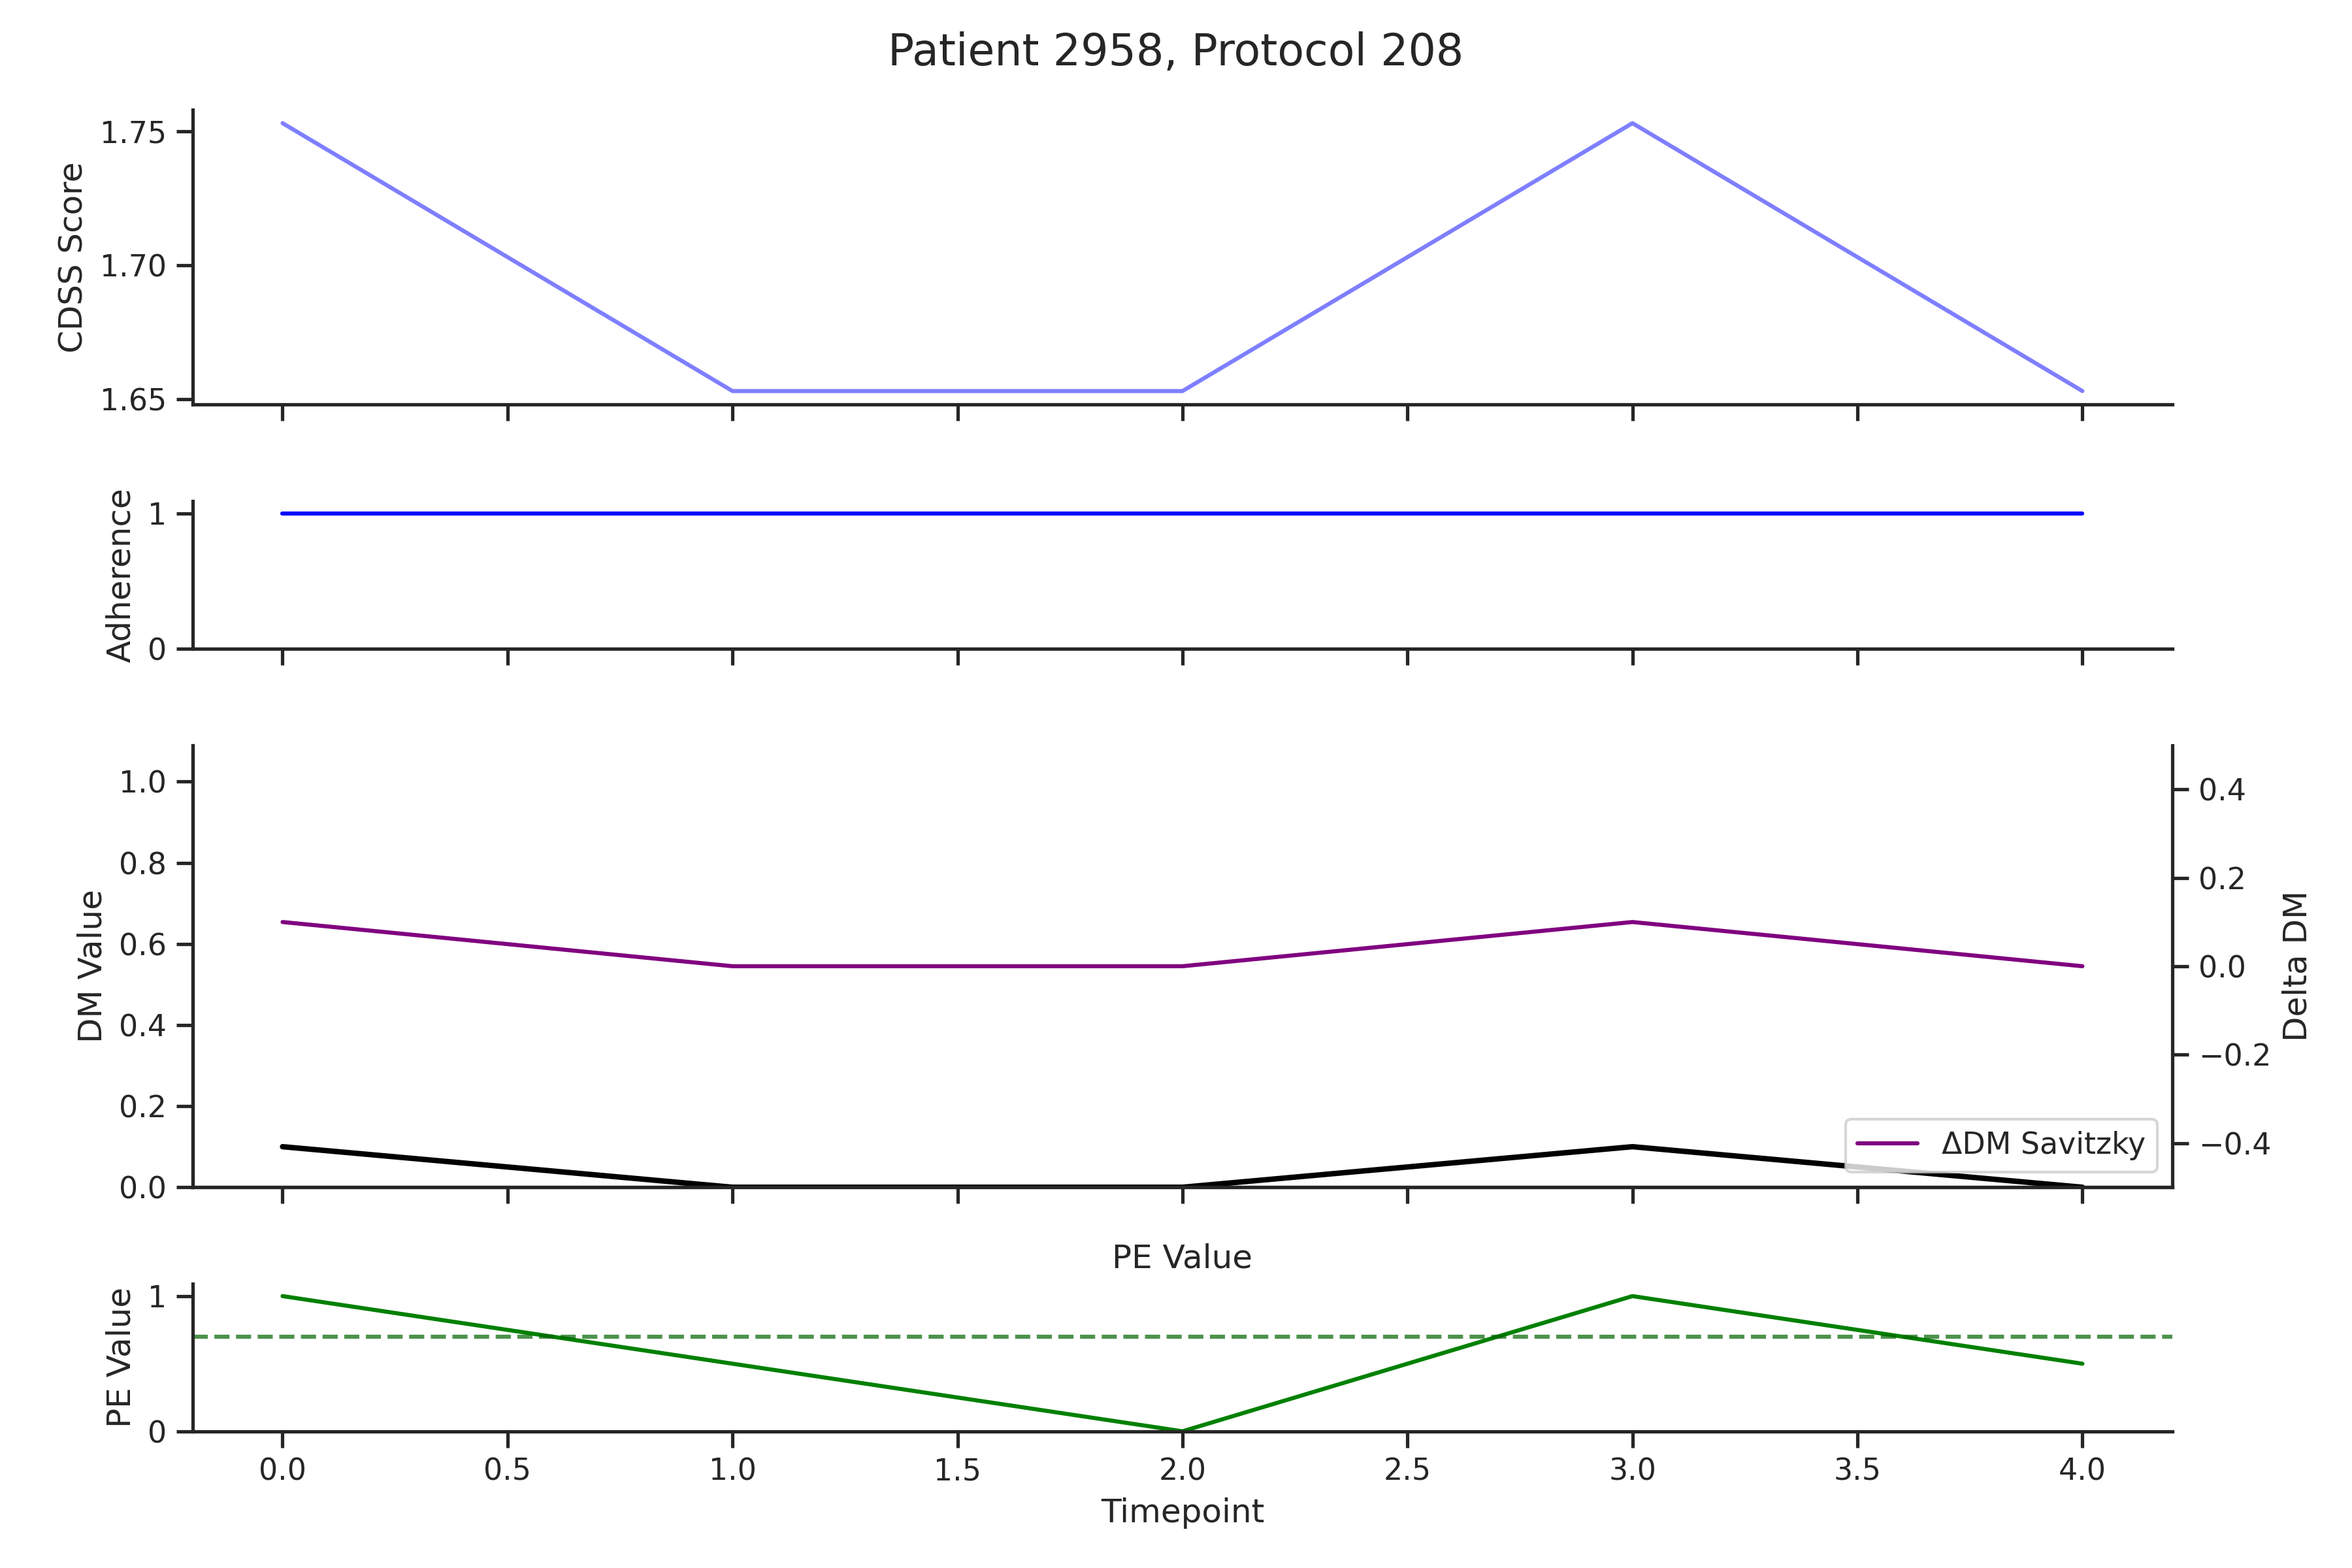 Patient 2958, Protocol 208
CDSS Score
1.75
1.70
1.65
Adherence
1
0
DM Value
1.0
0.8
0.6
0.4
0.2
0.0
0.4
0.2
0.0
−0.2
−0.4
Delta DM
ΔDM Savitzky
PE Value
PE Value
1
0
0.0 0.5 1.0 1.5 2.0 2.5 3.0 3.5 4.0
Timepoint